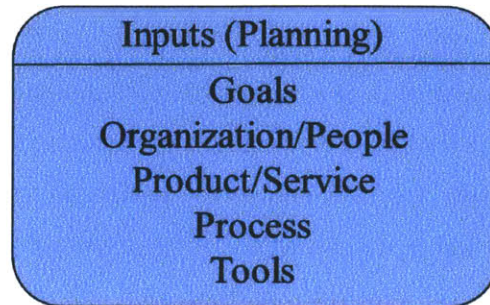 Inputs (Planning)
Goals
Organization/People
Product/Service
Process
Tools